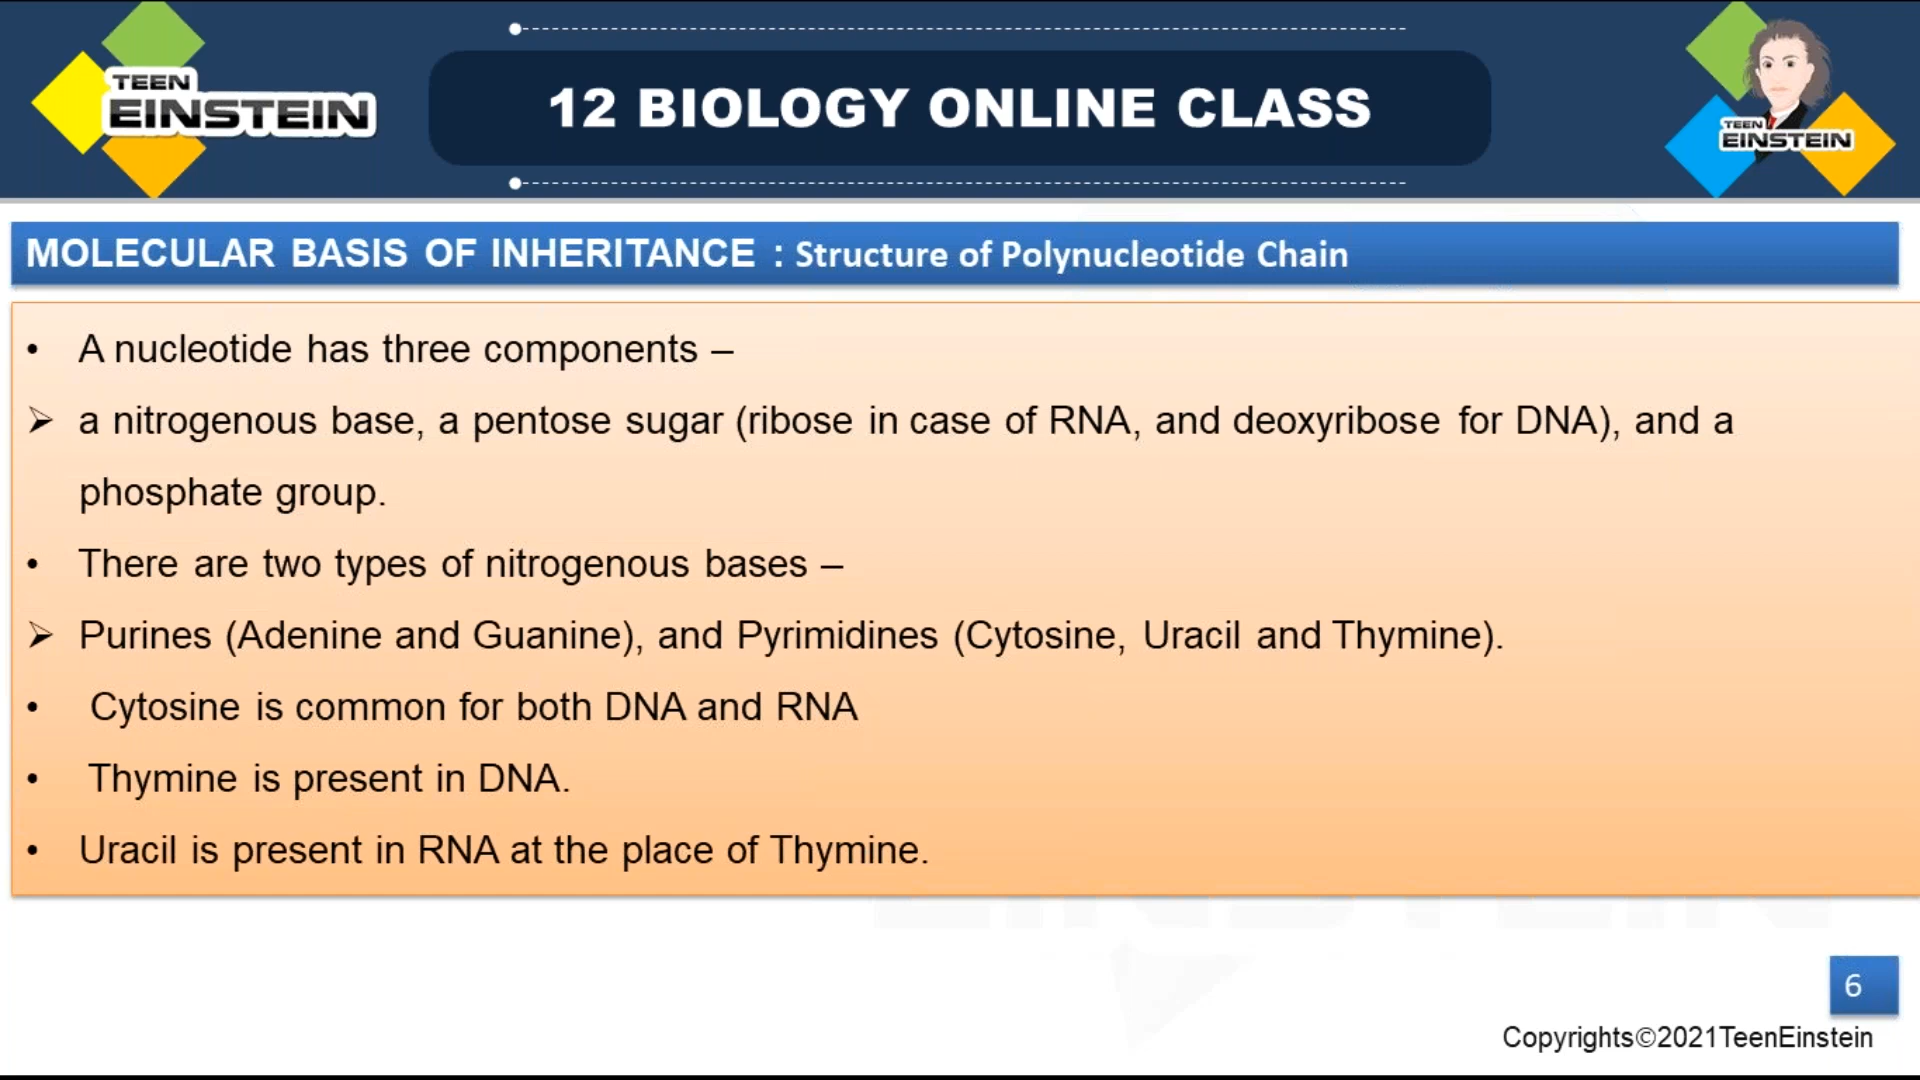 TEEN
EINSTEIN
12 BIOLOGY ONLINE CLASS
TEEN
EINSTEIN
MOLECULAR BASIS OF INHERITANCE : Structure of Polynucleotide Chain
• A nucleotide has three components –
➢ a nitrogenous base, a pentose sugar (ribose in case of RNA, and deoxyribose for DNA), and a
phosphate group.
• There are two types of nitrogenous bases –
➢ Purines (Adenine and Guanine), and Pyrimidines (Cytosine, Uracil and Thymine).
• Cytosine is common for both DNA and RNA
• Thymine is present in DNA.
• Uracil is present in RNA at the place of Thymine.
6
Copyrights©2021TeenEinstein